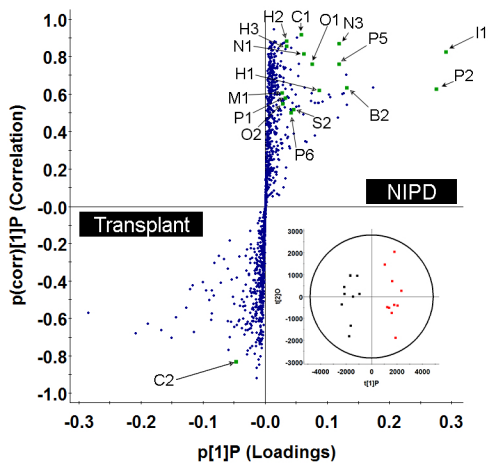 H2 C1
H3 O1 N3
N1 P5 I1
H1 P2
M1
P1 B2
O2 S2
P6
1.0
0.8
0.6
0.4
0.2
-0.0
-0.2
-0.4
-0.6
-0.8
-1.0
p(corr)[1]P (Correlation)
NIPD
Transplant
C2
3000
2000
1000
0
-1000
-2000
-3000
t[2]O
-4000 -2000 0 2000 4000
t[1]P
-0.3 -0.2 -0.1 -0.0 0.1 0.2 0.3
p[1]P (Loadings)